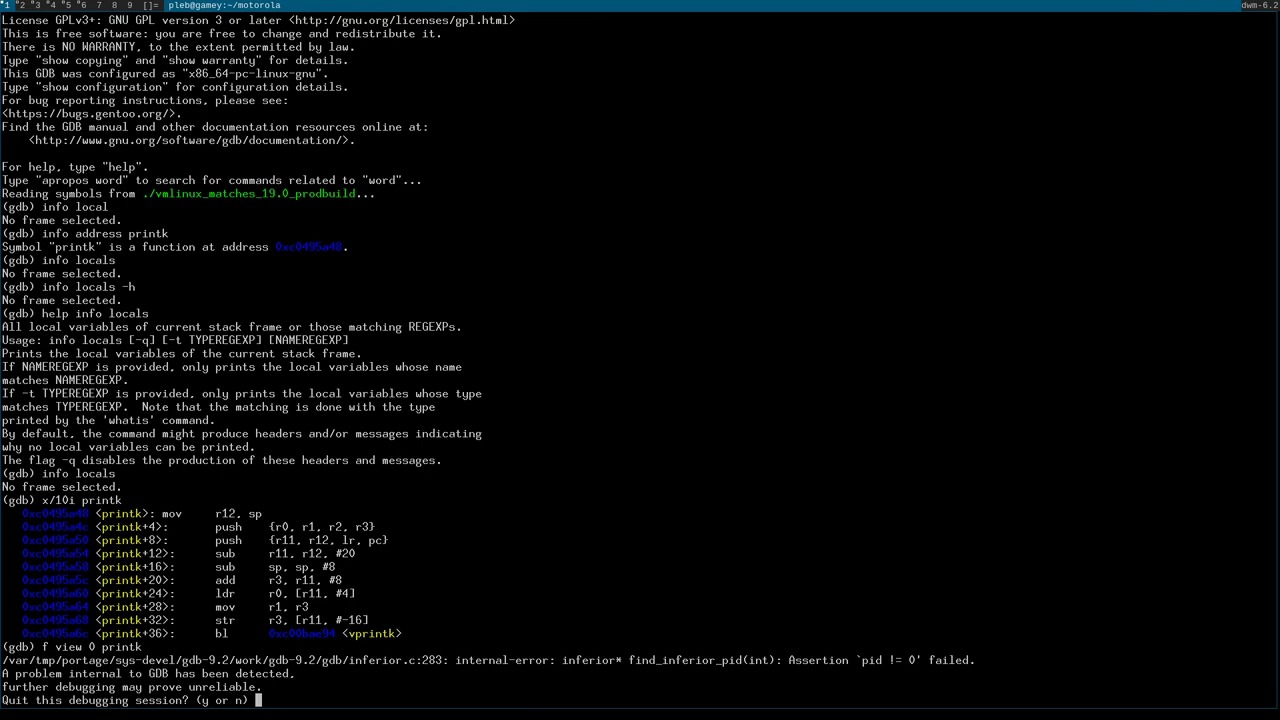 1 2 3 4 5 6 7 8 9 []= pleb@gamey:~/motorola dwm-6.2
License GPLv3+: GNU GPL version 3 or later <http://gnu.org/licenses/gpl.html>
This is free software: you are free to change and redistribute it.
There is NO WARRANTY, to the extent permitted by law.
Type "show copying" and "show warranty" for details.
This GDB was configured as "x86_64-pc-linux-gnu".
Type "show configuration" for configuration details.
For bug reporting instructions, please see:
<https://bugs.gentoo.org/>.
Find the GDB manual and other documentation resources online at:
    <http://www.gnu.org/software/gdb/documentation/>.

For help, type "help".
Type "apropos word" to search for commands related to "word"...
Reading symbols from ./vmlinux_matches_19.0_prodbuild...
(gdb) info local
No frame selected.
(gdb) info address printk
Symbol "printk" is a function at address 0xc0495a48.
(gdb) info locals
No frame selected.
(gdb) info locals -h
No frame selected.
(gdb) help info locals
All local variables of current stack frame or those matching REGEXPs.
Usage: info locals [-q] [-t TYPEREGEXP] [NAMEREGEXP]
Prints the local variables of the current stack frame.
If NAMEREGEXP is provided, only prints the local variables whose name
matches NAMEREGEXP.
If -t TYPEREGEXP is provided, only prints the local variables whose type
matches TYPEREGEXP.  Note that the matching is done with the type
printed by the 'whatis' command.
By default, the command might produce headers and/or messages indicating
why no local variables can be printed.
The flag -q disables the production of these headers and messages.
(gdb) info locals
No frame selected.
(gdb) x/10i printk
   0xc0495a48 <printk>: mov     r12, sp
   0xc0495a4c <printk+4>:       push    {r0, r1, r2, r3}
   0xc0495a50 <printk+8>:       push    {r11, r12, lr, pc}
   0xc0495a54 <printk+12>:      sub     r11, r12, #20
   0xc0495a58 <printk+16>:      sub     sp, sp, #8
   0xc0495a5c <printk+20>:      add     r3, r11, #8
   0xc0495a60 <printk+24>:      ldr     r0, [r11, #4]
   0xc0495a64 <printk+28>:      mov     r1, r3
   0xc0495a68 <printk+32>:      str     r3, [r11, #-16]
   0xc0495a6c <printk+36>:      bl      0xc00bae94 <vprintk>
(gdb) f view 0 printk
/var/tmp/portage/sys-devel/gdb-9.2/work/gdb-9.2/gdb/inferior.c:283: internal-error: inferior* find_inferior_pid(int): Assertion `pid != 0' failed.
A problem internal to GDB has been detected,
further debugging may prove unreliable.
Quit this debugging session? (y or n)